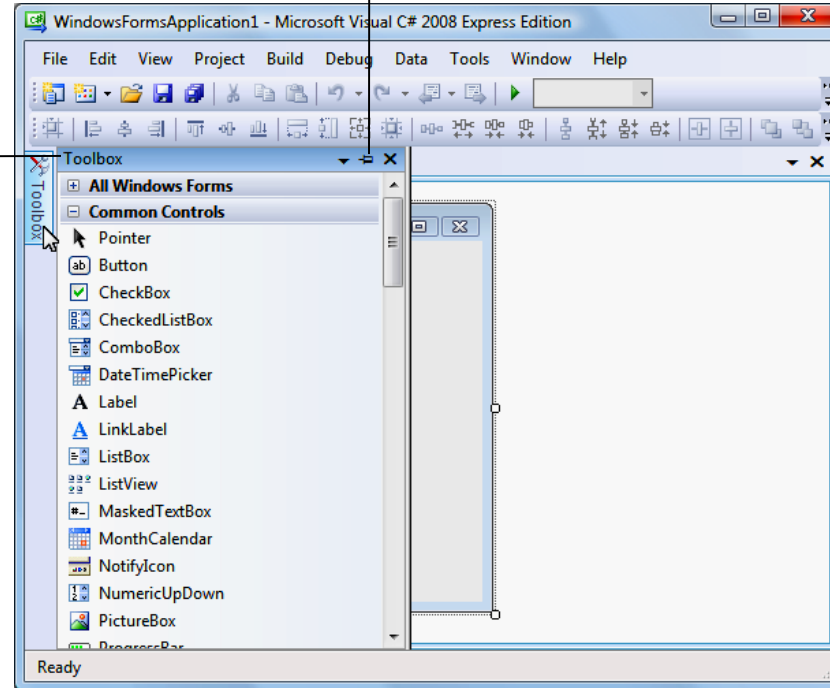 WindowsFormsApplication1 - Microsoft Visual C# 2008 Express Edition
File Edit View Project Build Debug Data Tools Window Help
Toolbox
Toolbox
All Windows Forms
Common Controls
Pointer
ab Button
CheckBox
CheckedListBox
ComboBox
DateTimePicker
A Label
A LinkLabel
ListBox
ListView
#- MaskedTextBox
MonthCalendar
NotifyIcon
NumericUpDown
PictureBox
ProgressBar
Ready